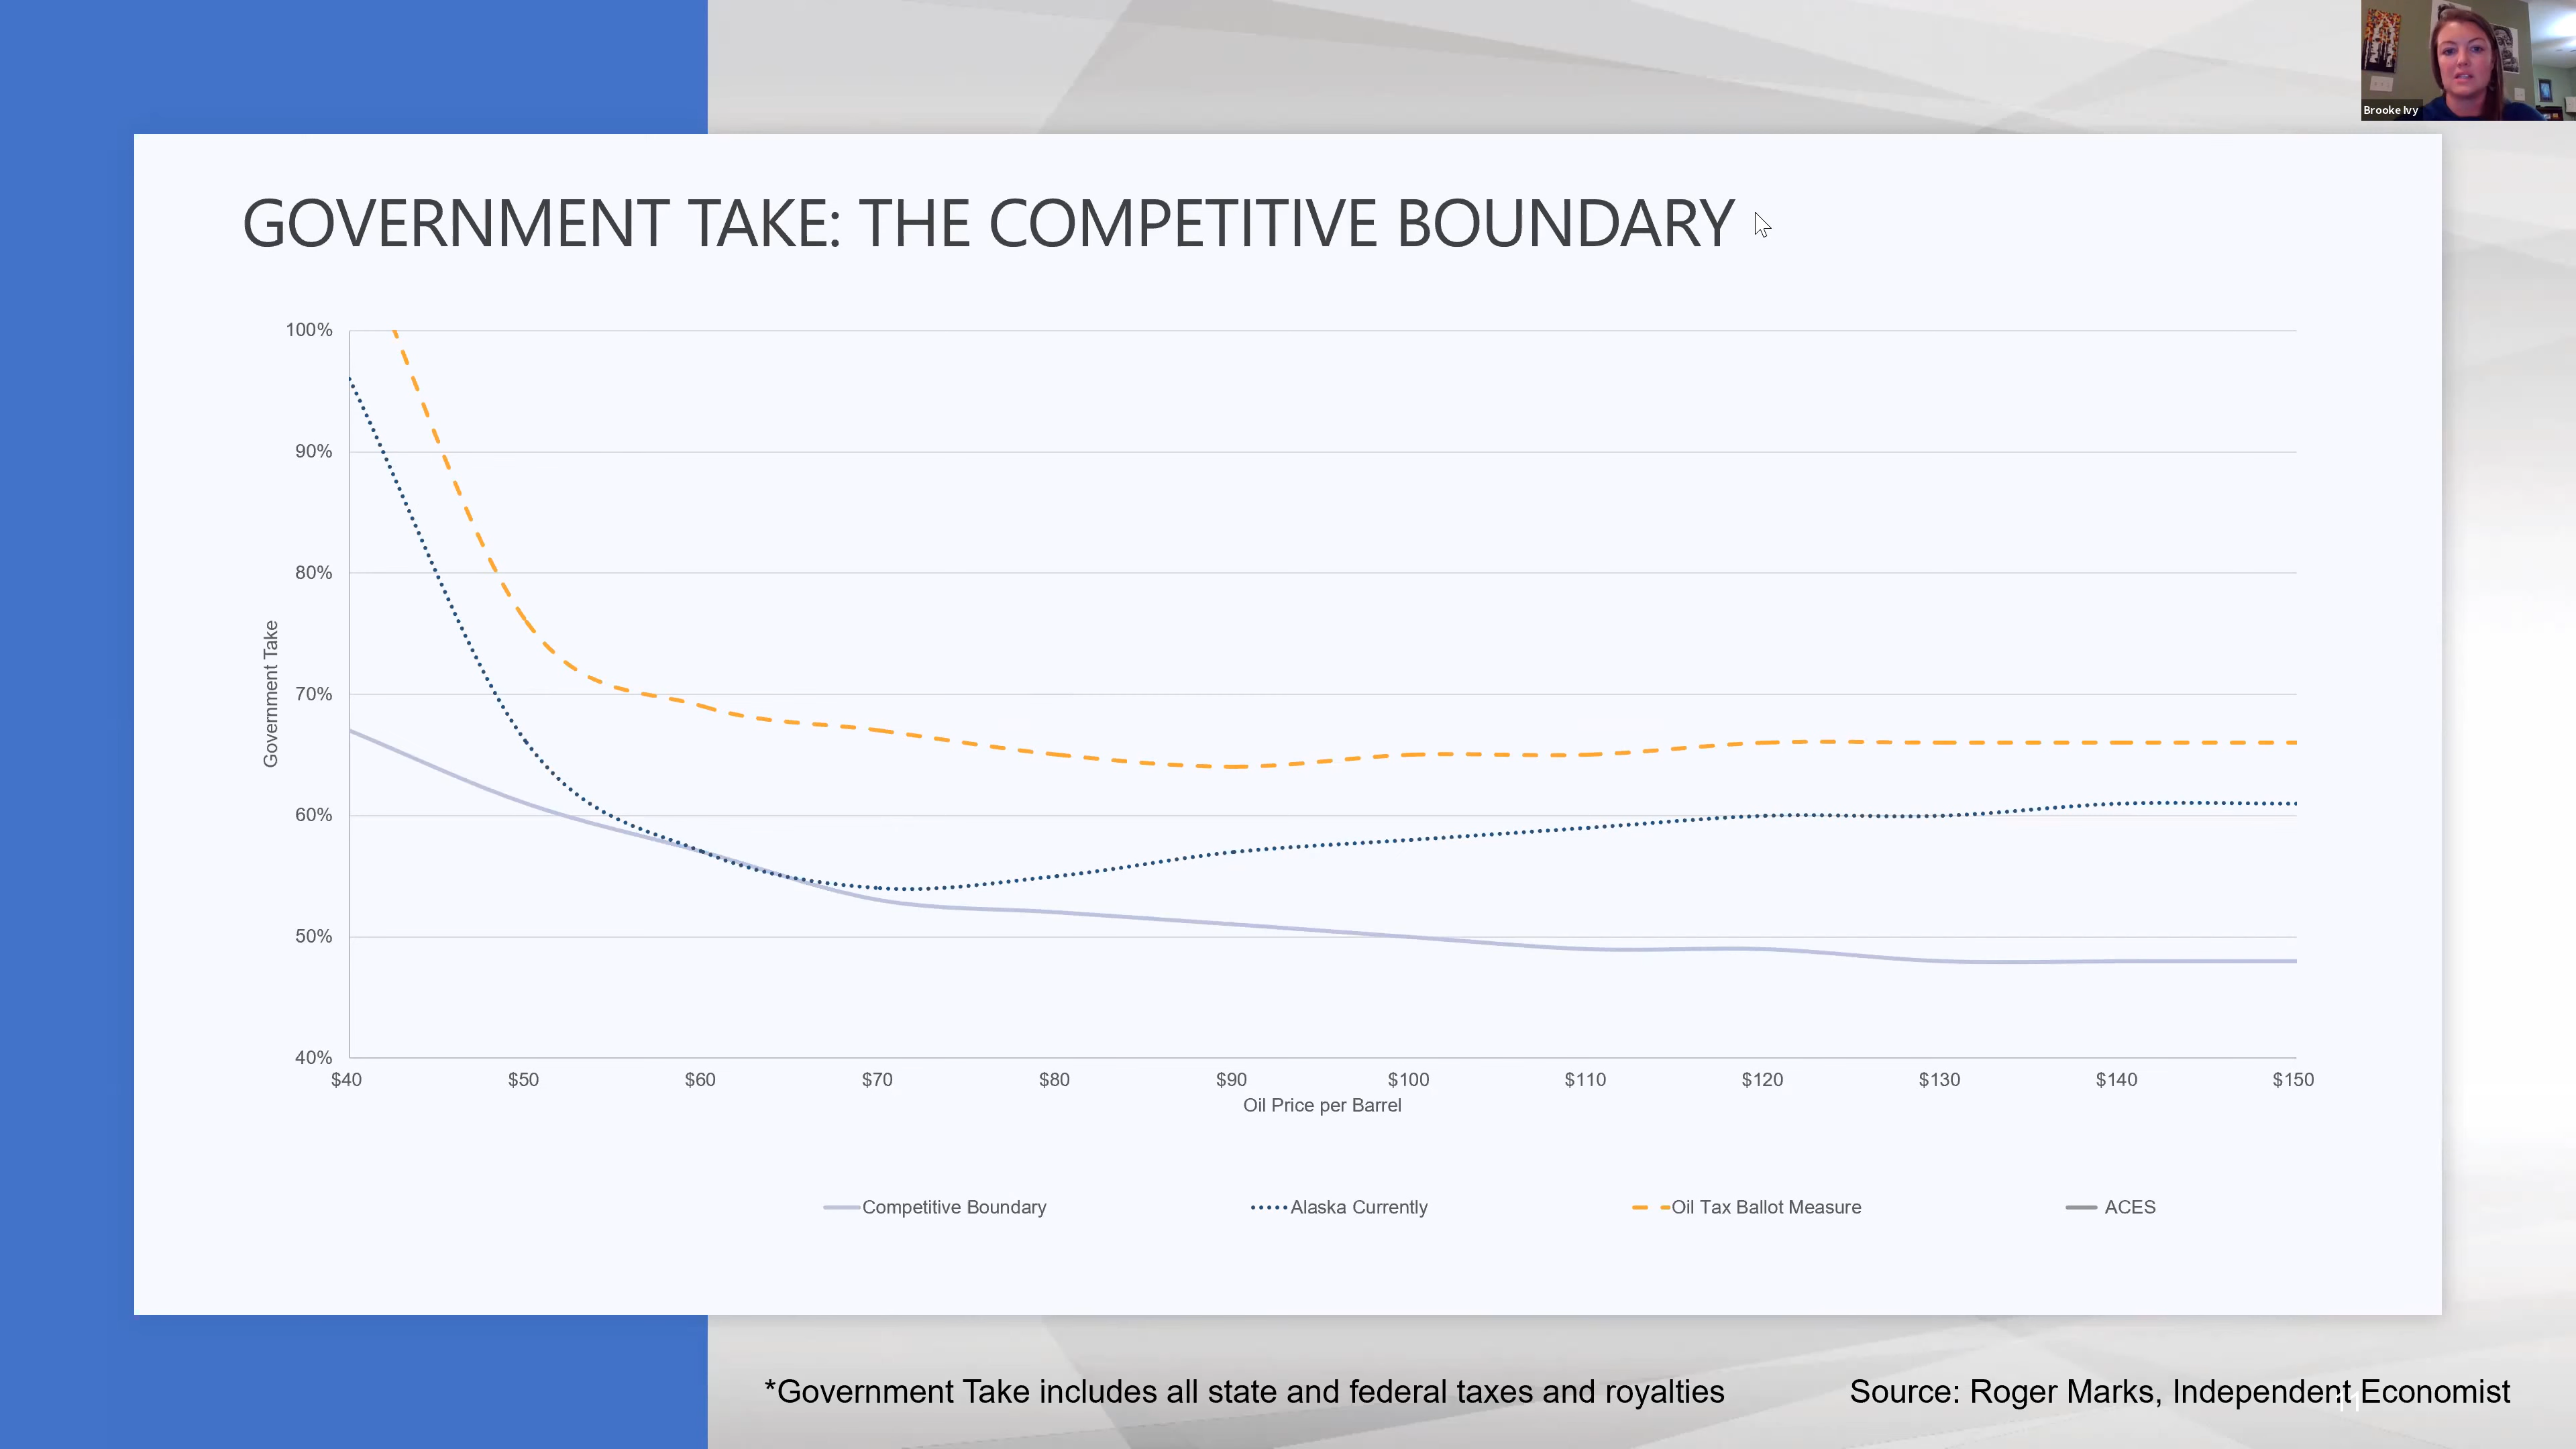 Brooke Ivy
GOVERNMENT TAKE: THE COMPETITIVE BOUNDARY
100%
90%
80%
70%
60%
50%
40%
Government Take
$40 $50 $60 $70 $80 $90 $100 $110 $120 $130 $140 $150
Oil Price per Barrel
Competitive Boundary Alaska Currently Oil Tax Ballot Measure ACES
*Government Take includes all state and federal taxes and royalties Source: Roger Marks, Independent Economist
11